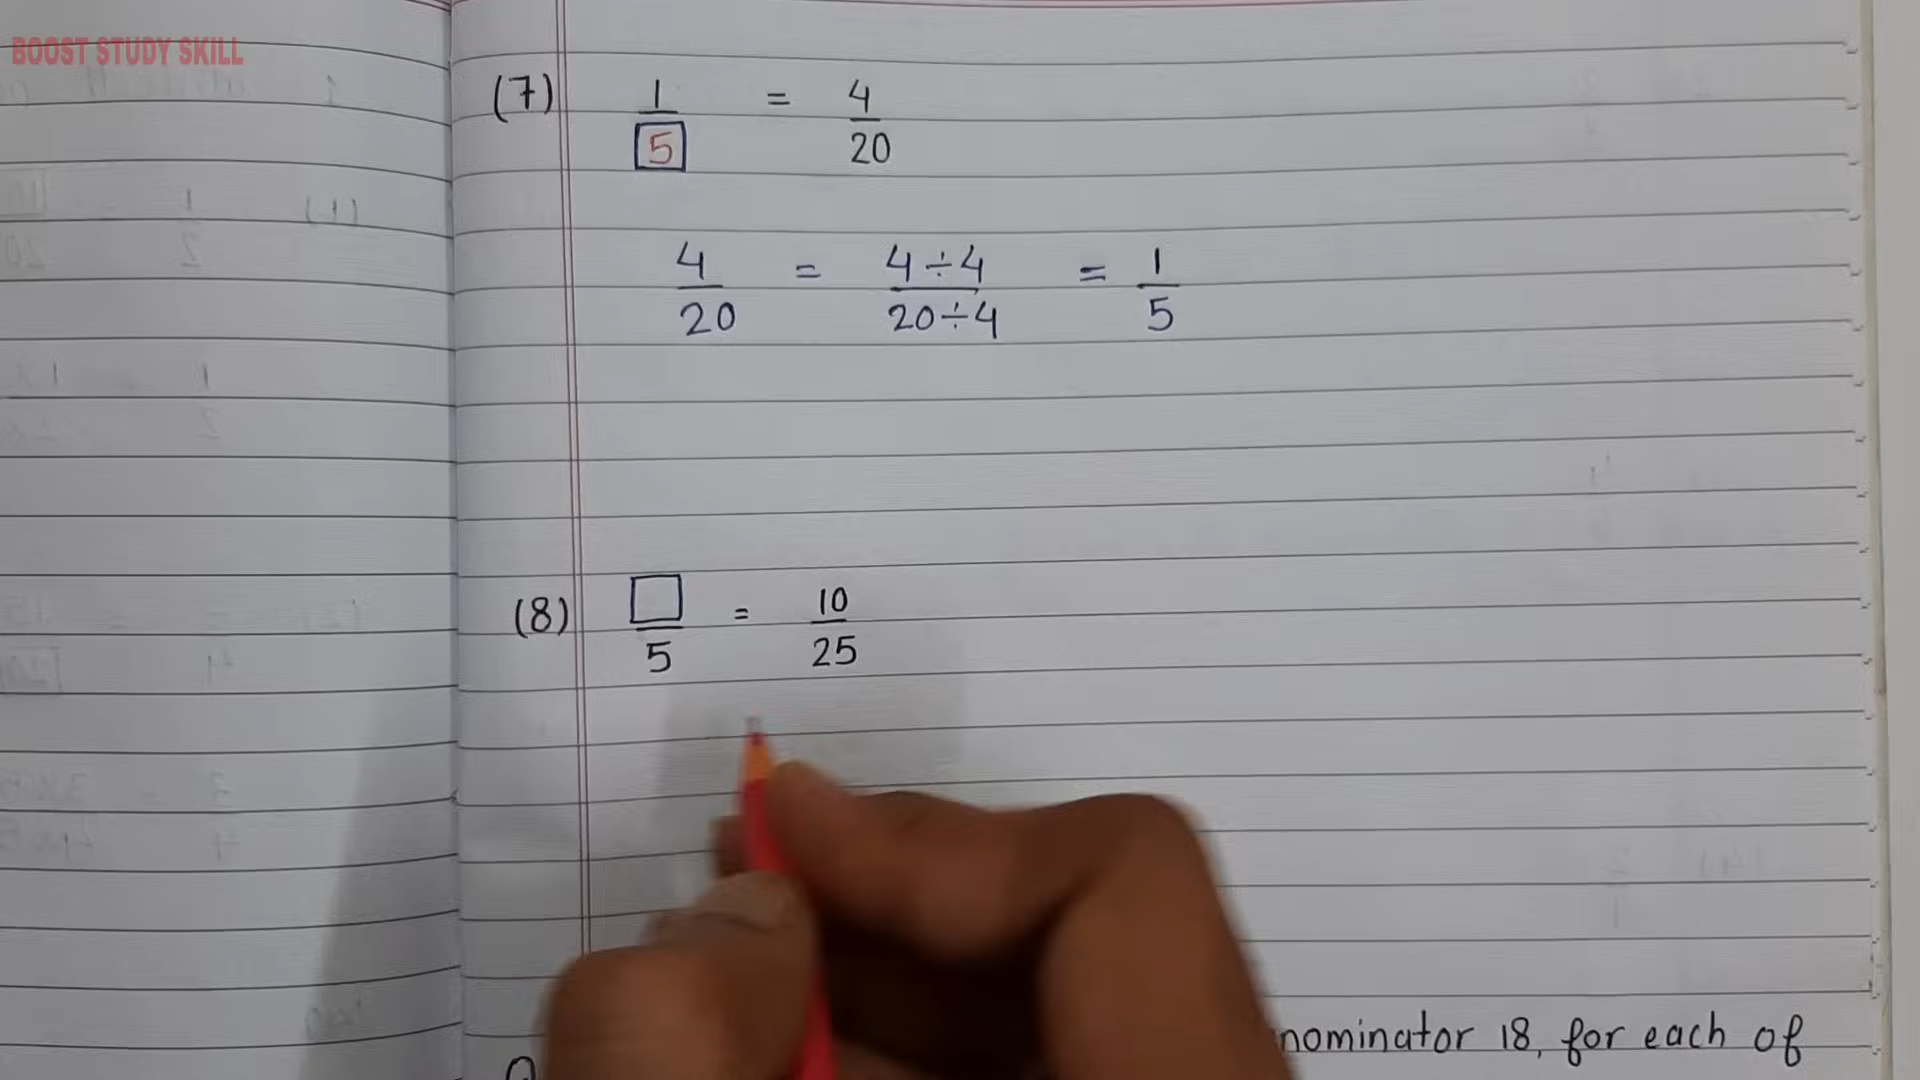 BOOST STUDY SKILL
(7) 1/5 = 4/20
4/20 = 4÷4/20÷4 = 1/5
(8) □/5 = 10/25
nominator 18, for each of